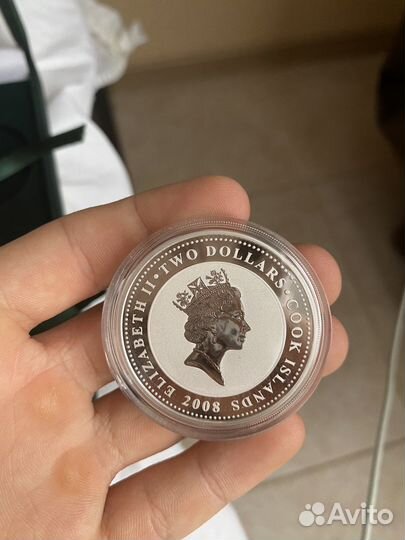 ELIZABETH II • TWO DOLLARS • COOK ISLANDS
2008
Avito